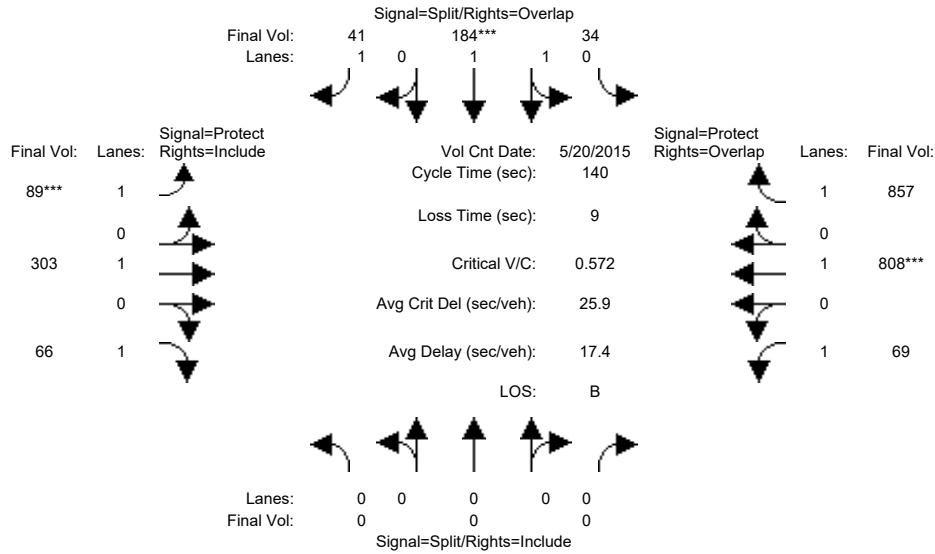 Signal=Split/Rights=Overlap
Final Vol: 41 184*** 34
Lanes: 1 0 1 1 0
Signal=Protect
Final Vol: Lanes: Rights=Include
Vol Cnt Date: 5/20/2015
Signal=Protect
Rights=Overlap Lanes: Final Vol:
Cycle Time (sec): 140
89*** 1
1 857
Loss Time (sec): 9
0
0
303 1
Critical V/C: 0.572
1 808***
0
Avg Crit Del (sec/veh): 25.9
0
66 1
Avg Delay (sec/veh): 17.4
1 69
LOS: B
Lanes: 0 0 0 0 0
Final Vol: 0 0 0
Signal=Split/Rights=Include